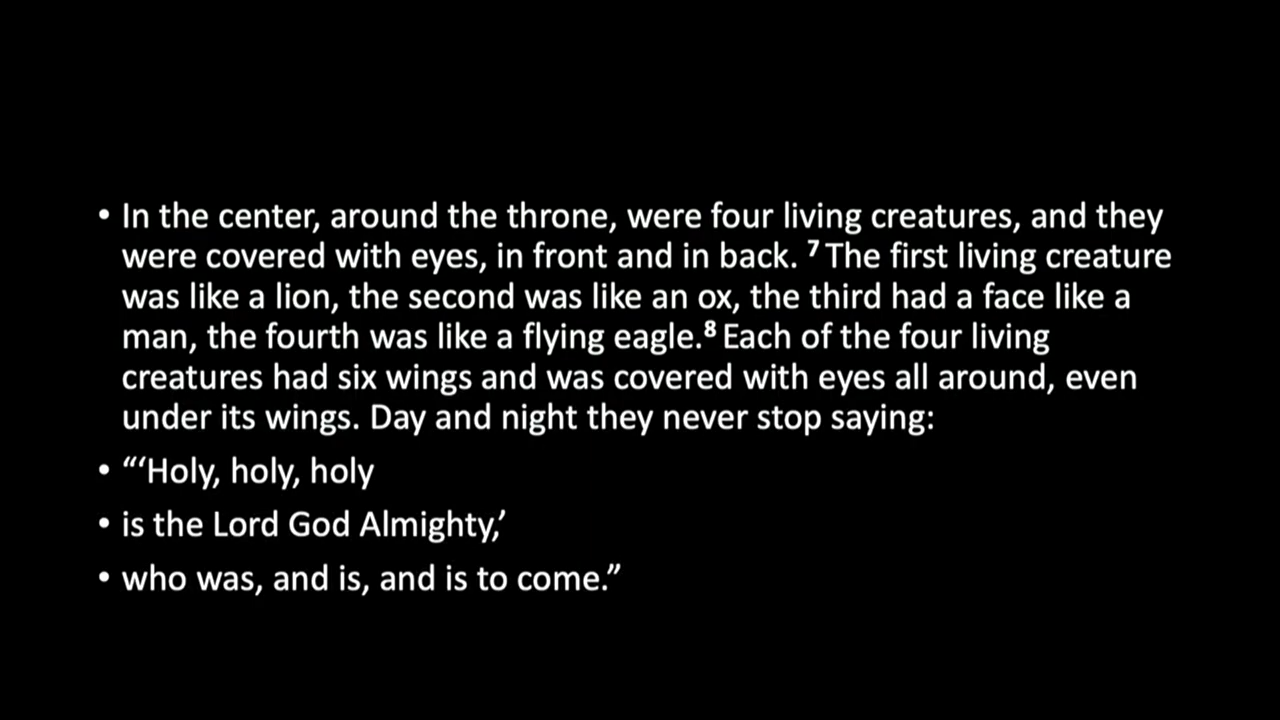 • In the center, around the throne, were four living creatures, and they
were covered with eyes, in front and in back. ⁷ The first living creature
was like a lion, the second was like an ox, the third had a face like a
man, the fourth was like a flying eagle.⁸ Each of the four living
creatures had six wings and was covered with eyes all around, even
under its wings. Day and night they never stop saying:
• “‘Holy, holy, holy
• is the Lord God Almighty,’
• who was, and is, and is to come.”